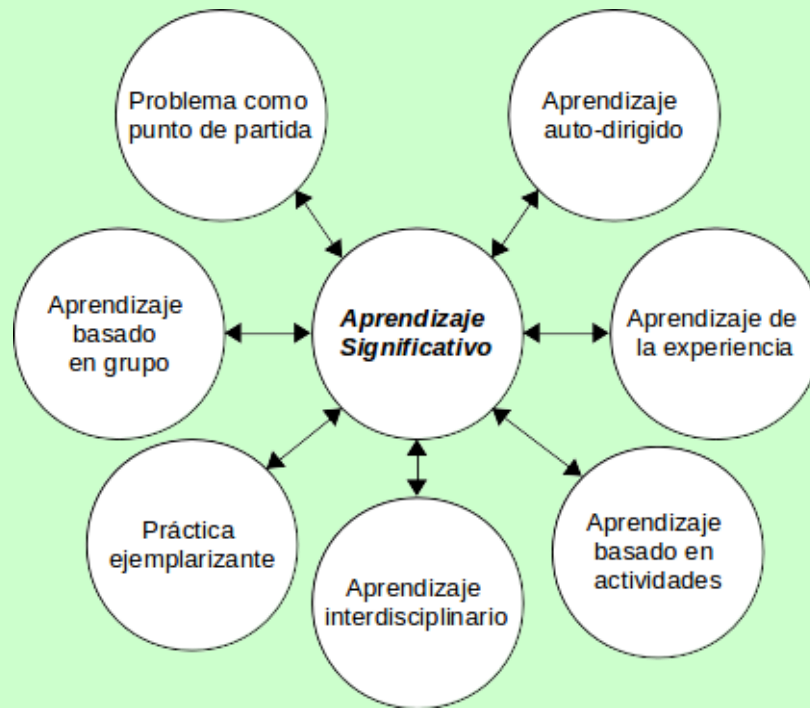 Problema como
punto de partida
Aprendizaje
auto-dirigido
Aprendizaje
basado
en grupo
Aprendizaje
Significativo
Aprendizaje de
la experiencia
Práctica
ejemplarizante
Aprendizaje
interdisciplinario
Aprendizaje
basado en
actividades